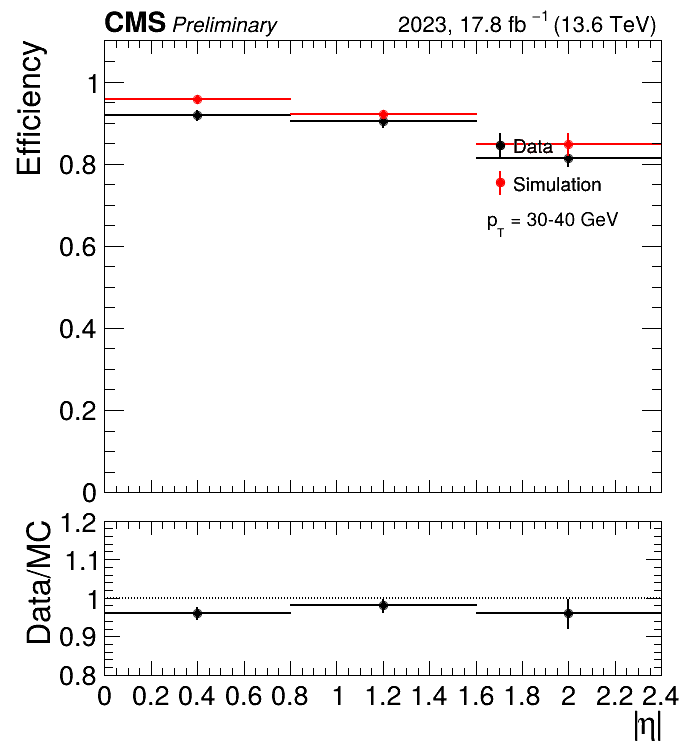 CMS Preliminary 2023, 17.8 fb⁻¹ (13.6 TeV)
Efficiency
1
0.8
0.6
0.4
0.2
0
Data
Simulation
p_T = 30-40 GeV
Data/MC
1.2
1.1
1
0.9
0.8
0 0.2 0.4 0.6 0.8 1 1.2 1.4 1.6 1.8 2 2.2 2.4
|η|